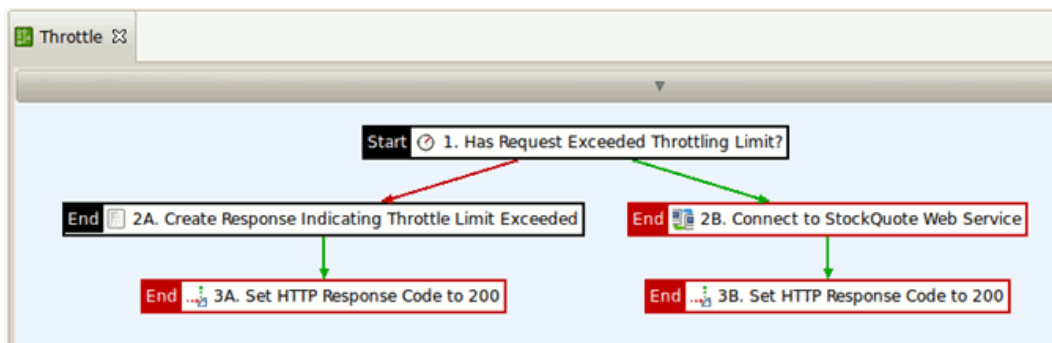 Throttle
Start 1. Has Request Exceeded Throttling Limit?
End 2A. Create Response Indicating Throttle Limit Exceeded
End 2B. Connect to StockQuote Web Service
End 3A. Set HTTP Response Code to 200
End 3B. Set HTTP Response Code to 200